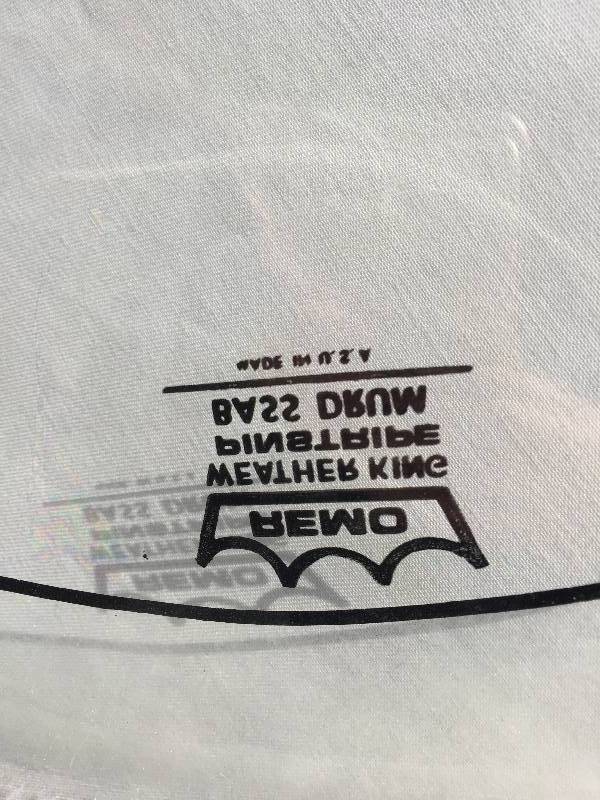 REMO
WEATHER KING
PINSTRIPE
BASS DRUM
MADE IN U.S.A